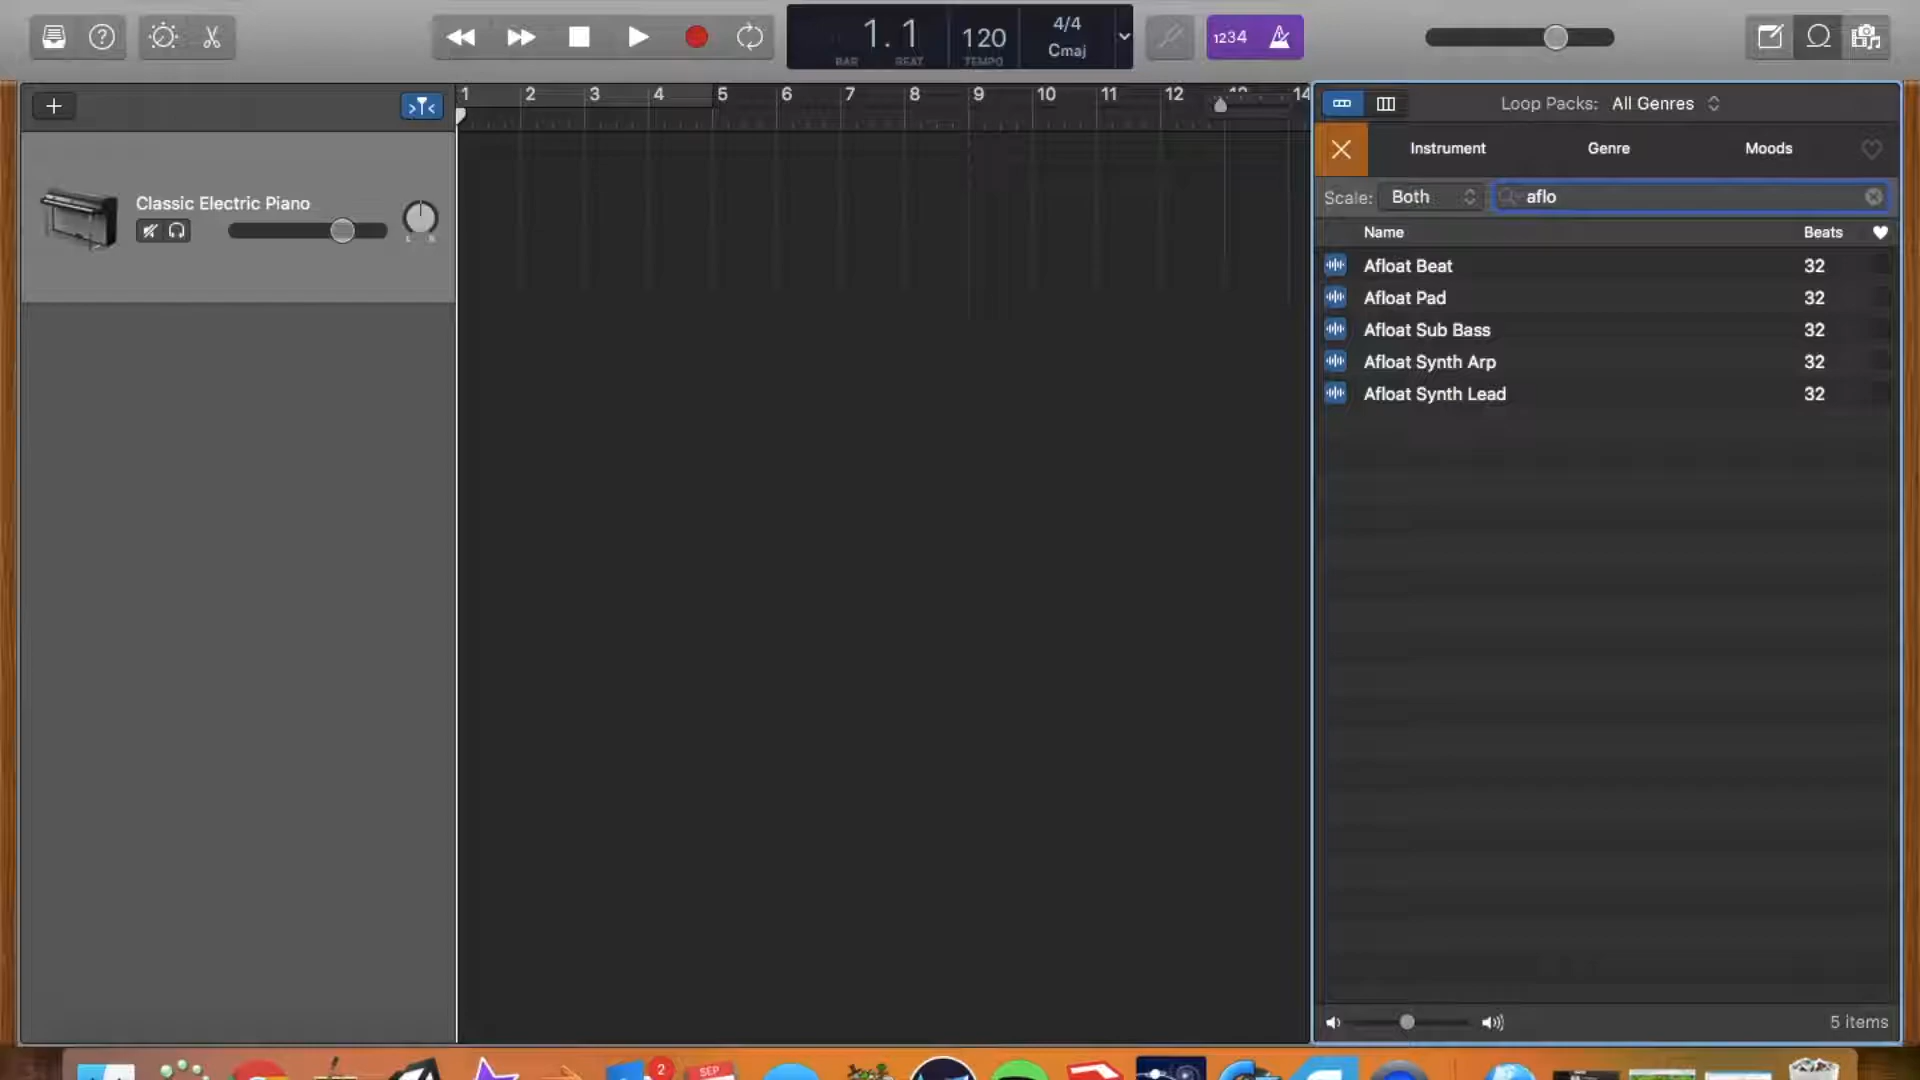 1.1
BAR BEAT
120
TEMPO
4/4
Cmaj
1234
1 2 3 4 5 6 7 8 9 10 11 12 13 14
Loop Packs: All Genres
Instrument Genre Moods
Classic Electric Piano
L R
Scale: Both
aflo
Name Beats
Afloat Beat 32
Afloat Pad 32
Afloat Sub Bass 32
Afloat Synth Arp 32
Afloat Synth Lead 32
5 items
2
SEP